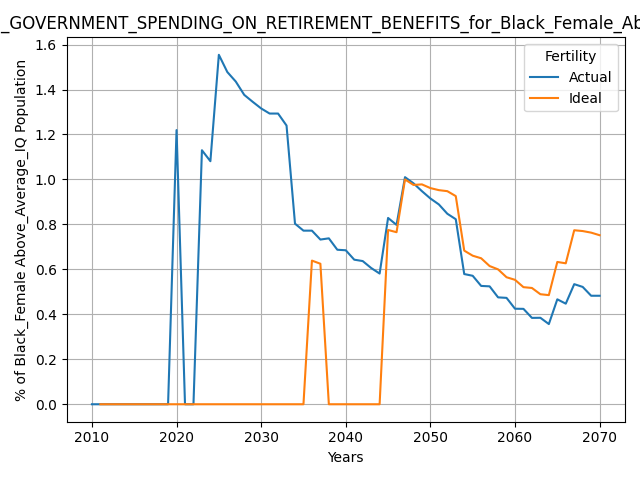 _GOVERNMENT_SPENDING_ON_RETIREMENT_BENEFITS_for_Black_Female_Ab
Fertility
Actual
Ideal
% of Black_Female Above_Average_IQ Population
1.6
1.4
1.2
1.0
0.8
0.6
0.4
0.2
0.0
2010 2020 2030 2040 2050 2060 2070
Years